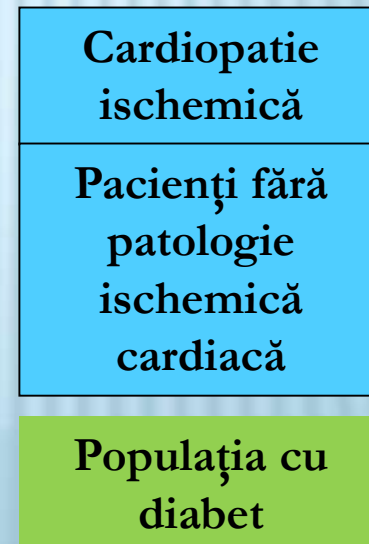 Cardiopatie
ischemică
Pacienți fără
patologie
ischemică
cardiacă
Populația cu
diabet